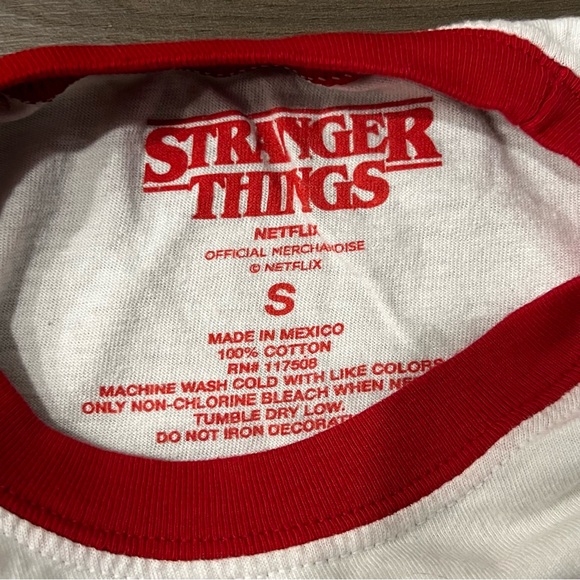 STRANGER
THINGS
NETFLIX
OFFICIAL MERCHANDISE
© NETFLIX
S
MADE IN MEXICO
100% COTTON
RN# 117508
MACHINE WASH COLD WITH LIKE COLORS
ONLY NON-CHLORINE BLEACH WHEN
TUMBLE DRY LOW.
DO NOT IRON